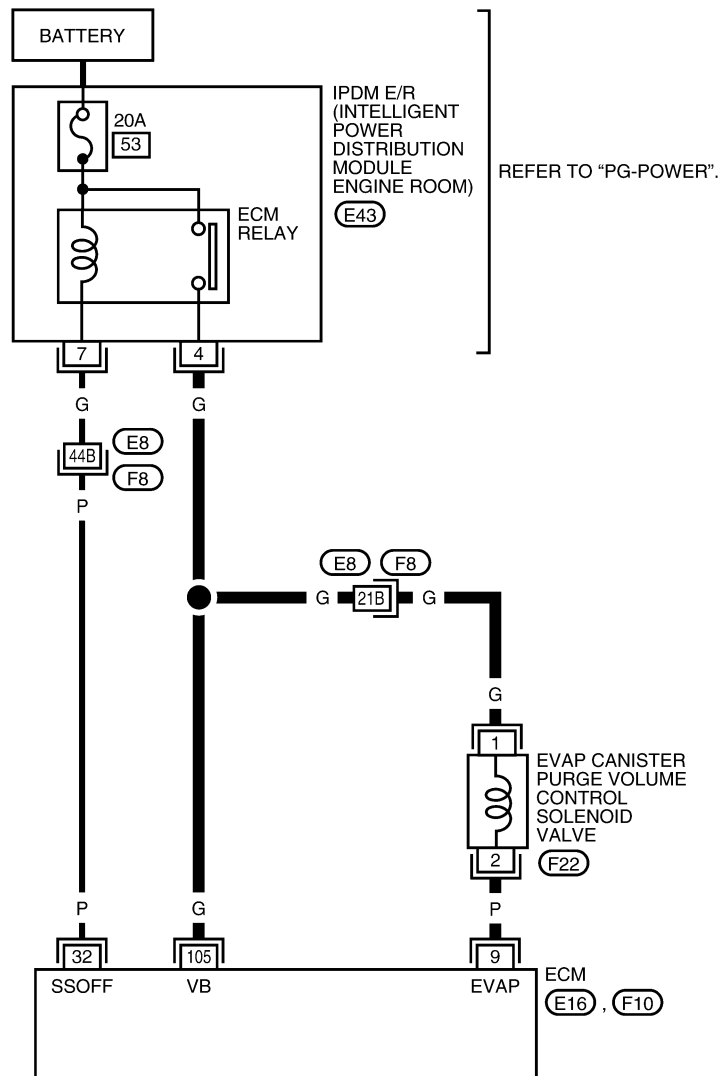 BATTERY
20A
53
IPDM E/R
(INTELLIGENT
POWER
DISTRIBUTION
MODULE
ENGINE ROOM)
E43
REFER TO “PG-POWER”.
ECM
RELAY
7
4
G
G
44B
E8
F8
P
E8
F8
G
21B
G
G
1
EVAP CANISTER
PURGE VOLUME
CONTROL
SOLENOID
VALVE
2
F22
P
G
P
32
105
9
SSOFF
VB
EVAP
ECM
E16 , F10